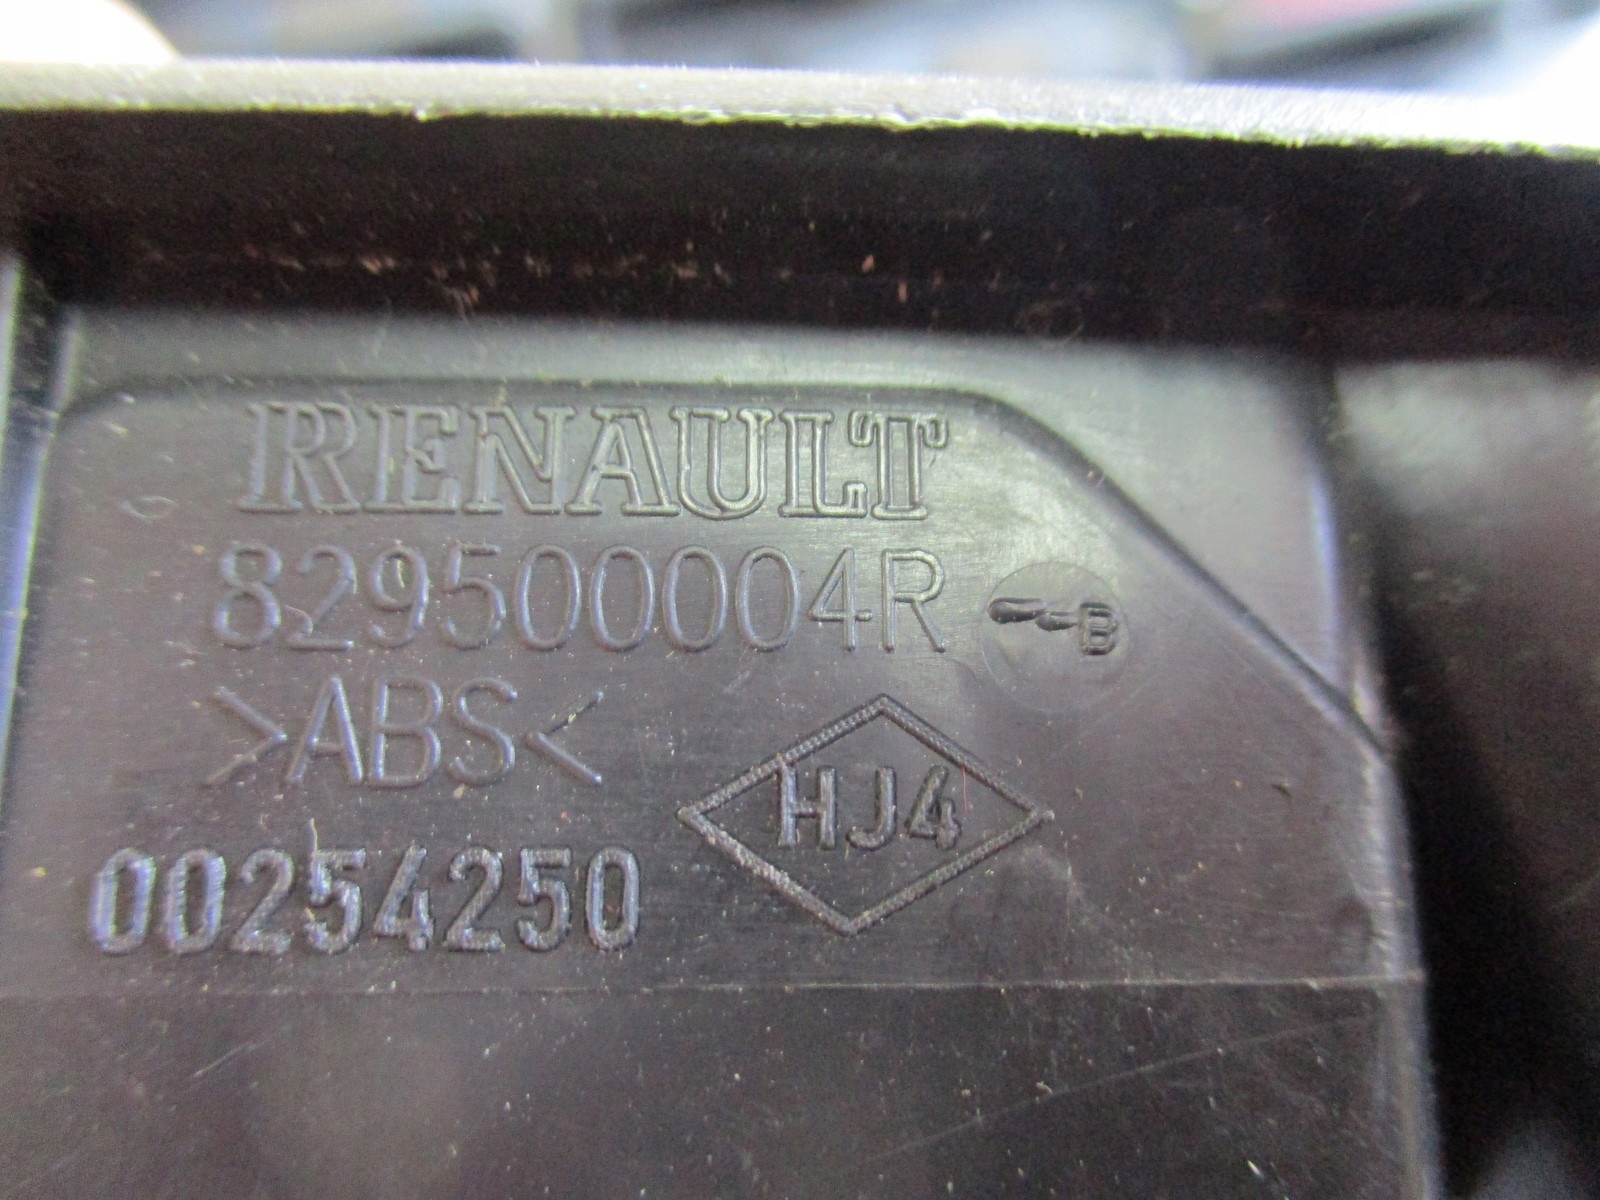 RENAULT
829500004R
B
>ABS<
HJ4
00254250